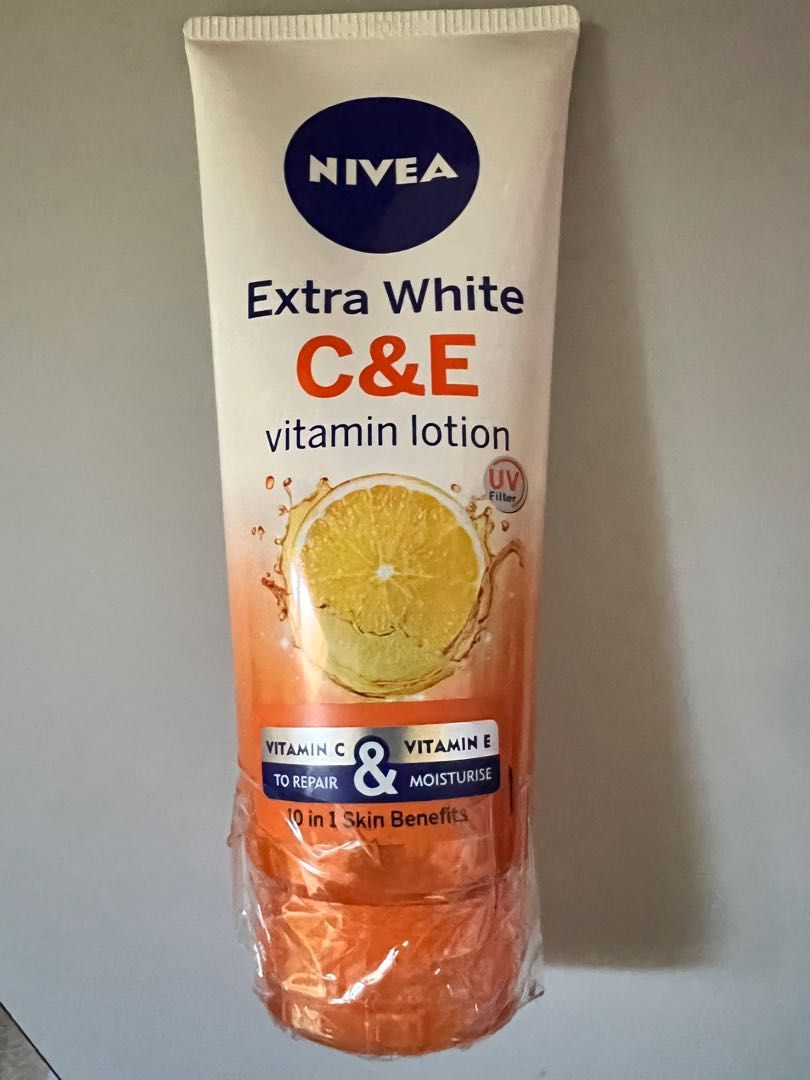 NIVEA
Extra White
C&E
vitamin lotion
UV
Filter
VITAMIN C & VITAMIN E
TO REPAIR MOISTURISE
10 in 1 Skin Benefits